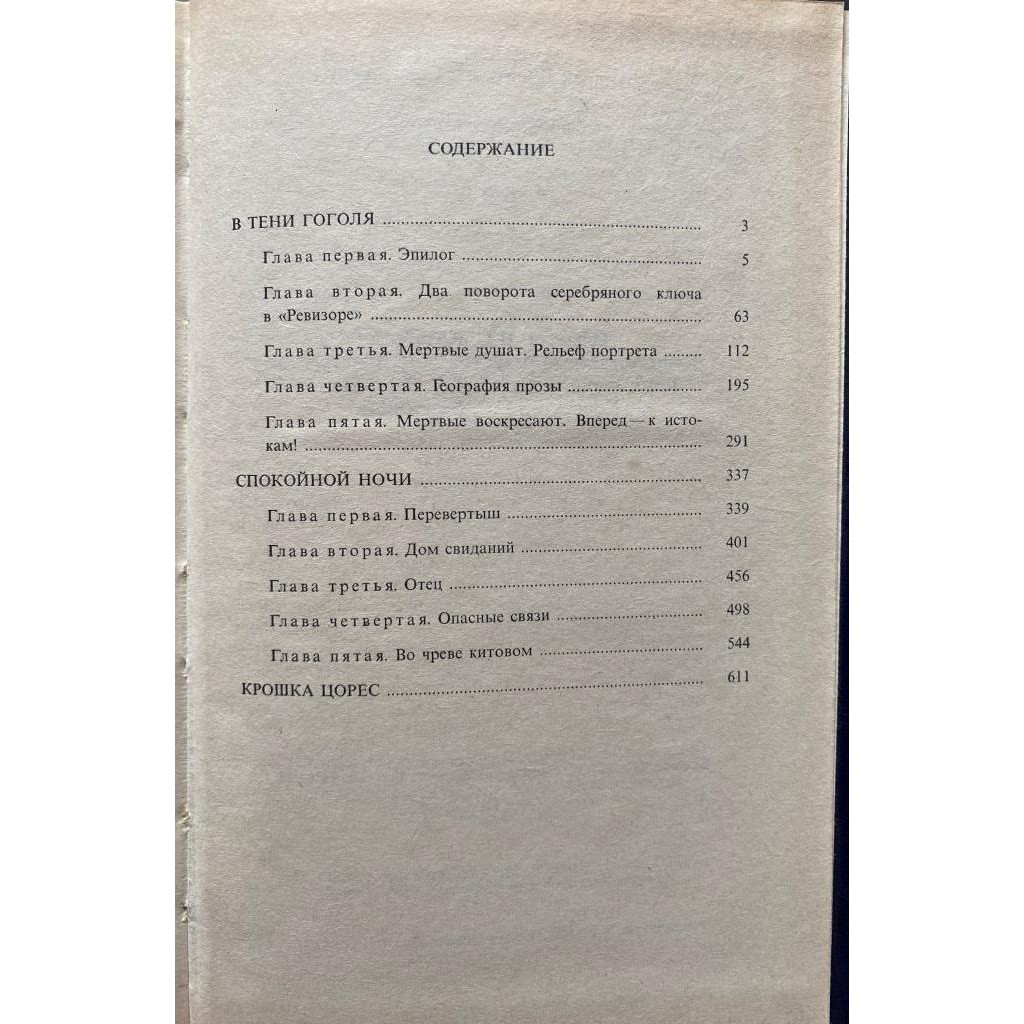 СОДЕРЖАНИЕ
В ТЕНИ ГОГОЛЯ ........................................ 3
Глава первая. Эпилог ........................................ 5
Глава вторая. Два поворота серебряного ключа
в «Ревизоре» ........................................ 63
Глава третья. Мертвые душат. Рельеф портрета ......... 112
Глава четвертая. География прозы ........................ 195
Глава пятая. Мертвые воскресают. Вперед — к исто-
кам! ........................................ 291
СПОКОЙНОЙ НОЧИ ........................................ 337
Глава первая. Перевертыш ........................................ 339
Глава вторая. Дом свиданий ................................ 401
Глава третья. Отец ........................................ 456
Глава четвертая. Опасные связи ........................ 498
Глава пятая. Во чреве китовом ............................ 544
КРОШКА ЦОРЕС ........................................ 611